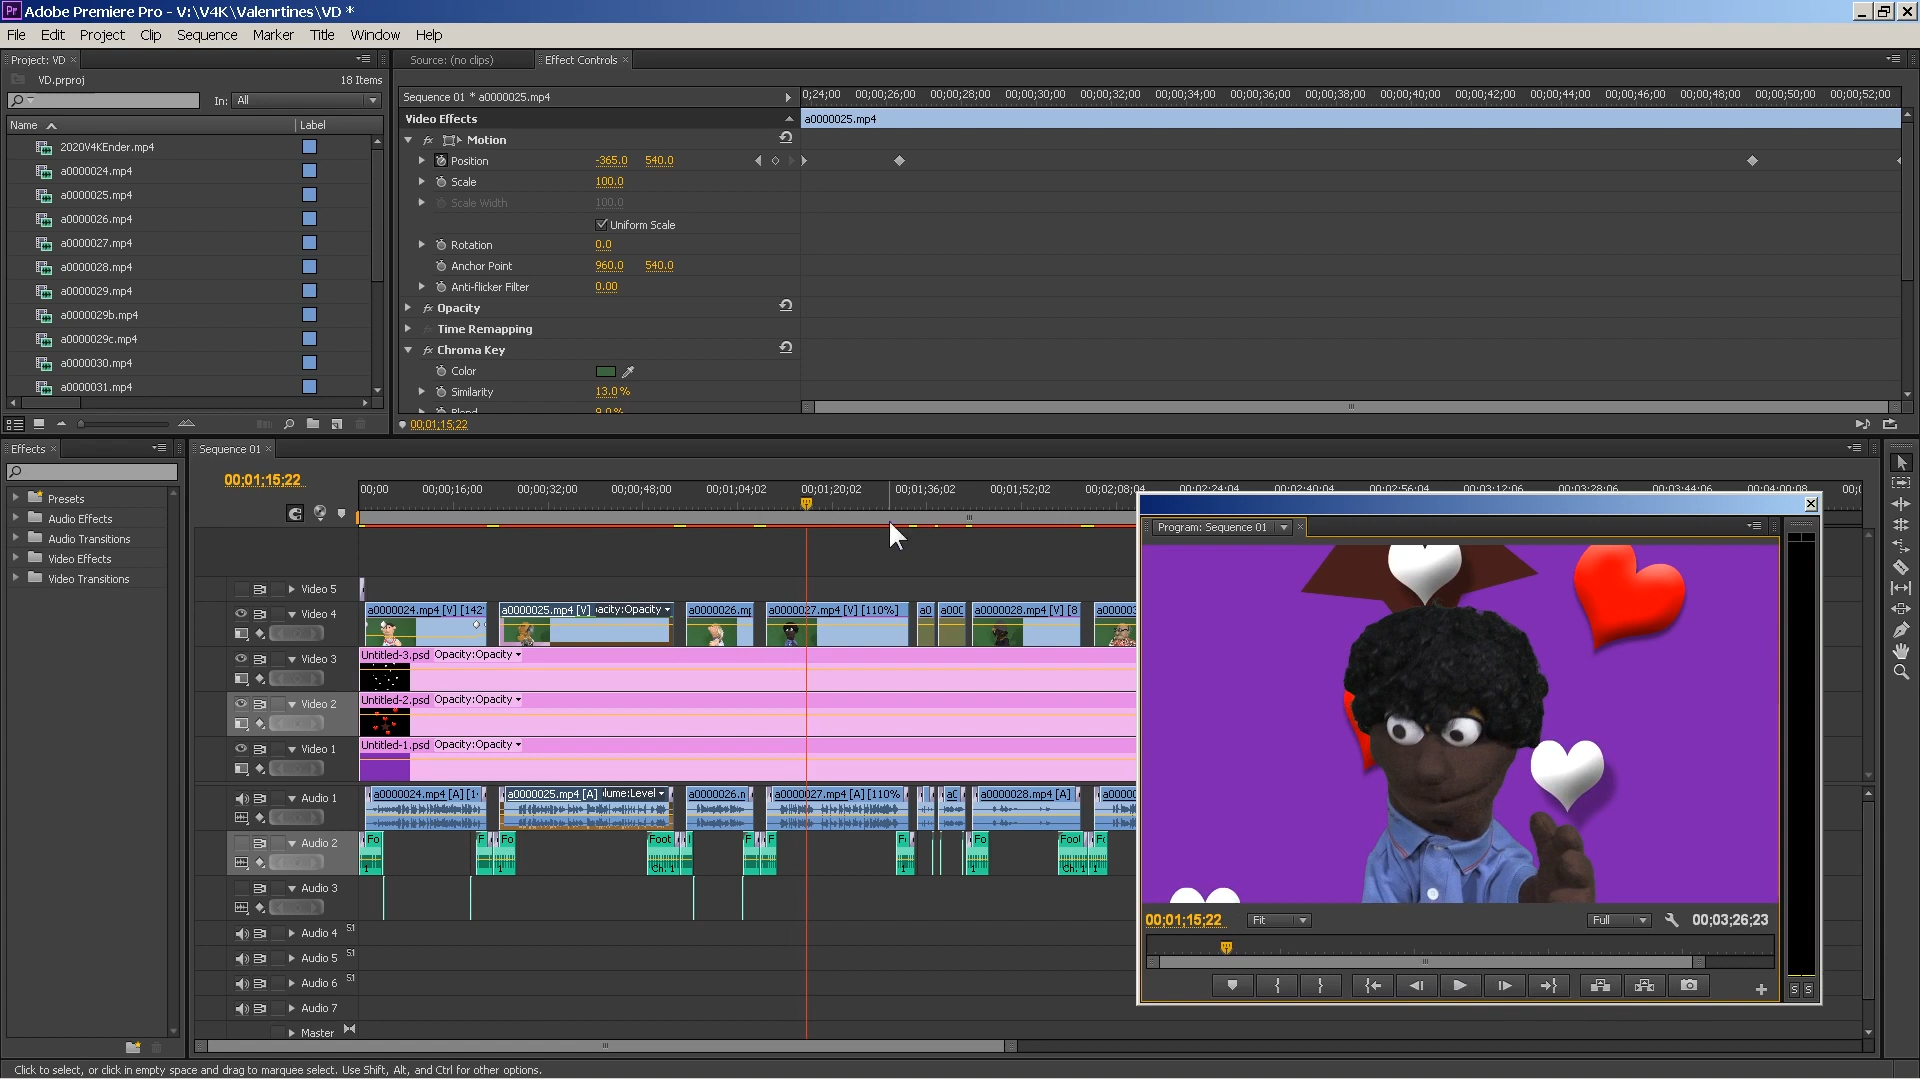 Adobe Premiere Pro - V:\V4K\Valenrtines\VD *
File Edit Project Clip Sequence Marker Title Window Help
Project: VD
VD.prproj 18 Items
In: All
Name Label
2020V4KEnder.mp4
a0000024.mp4
a0000025.mp4
a0000026.mp4
a0000027.mp4
a0000028.mp4
a0000029.mp4
a0000029b.mp4
a0000029c.mp4
a0000030.mp4
a0000031.mp4
Source: (no clips) Effect Controls
Sequence 01 * a0000025.mp4
0;24;00 00;00;26;00 00;00;28;00 00;00;30;00 00;00;32;00 00;00;34;00 00;00;36;00 00;00;38;00 00;00;40;00 00;00;42;00 00;00;44;00 00;00;46;00 00;00;48;00 00;00;50;00 00;00;52;00
Video Effects
a0000025.mp4
fx Motion
Position -365.0 540.0
Scale 100.0
Scale Width 100.0
Uniform Scale
Rotation 0.0
Anchor Point 960.0 540.0
Anti-flicker Filter 0.00
fx Opacity
fx Time Remapping
fx Chroma Key
Color
Similarity 13.0 %
Blend 9.0 %
00;01;15;22
Effects
Presets
Audio Effects
Audio Transitions
Video Effects
Video Transitions
Sequence 01
00;01;15;22
00;00 00;00;16;00 00;00;32;00 00;00;48;00 00;01;04;02 00;01;20;02 00;01;36;02 00;01;52;02 00;02;08;04 00;02;24;04 00;02;40;04 00;02;56;04 00;03;12;06 00;03;28;06 00;03;44;06 00;04;00;08
Video 5
Video 4
a0000024.mp4 [V] [142 a0000025.mp4 [V] acity:Opacity a0000026.m a0000027.mp4 [V] [110%] a0 a000 a0000028.mp4 [V] [8 a000003
Video 3
Untitled-3.psd Opacity:Opacity
Video 2
Untitled-2.psd Opacity:Opacity
Video 1
Untitled-1.psd Opacity:Opacity
Audio 1
a0000024.mp4 [A] [1 a0000025.mp4 [A] lume:Level a0000026.n a0000027.mp4 [A] [110% a0 a0000028.mp4 [A] a00000
Audio 2
Fo F Fo Foot F F Fo Fool Fo
1 1 Ch: 1 1 1 Ch: 1 1
Audio 3
Audio 4 5.1
Audio 5 5.1
Audio 6 5.1
Audio 7
Master
Program: Sequence 01
00;01;15;22 Fit Full 00;03;26;23
S S
Click to select, or click in empty space and drag to marquee select. Use Shift, Alt, and Ctrl for other options.